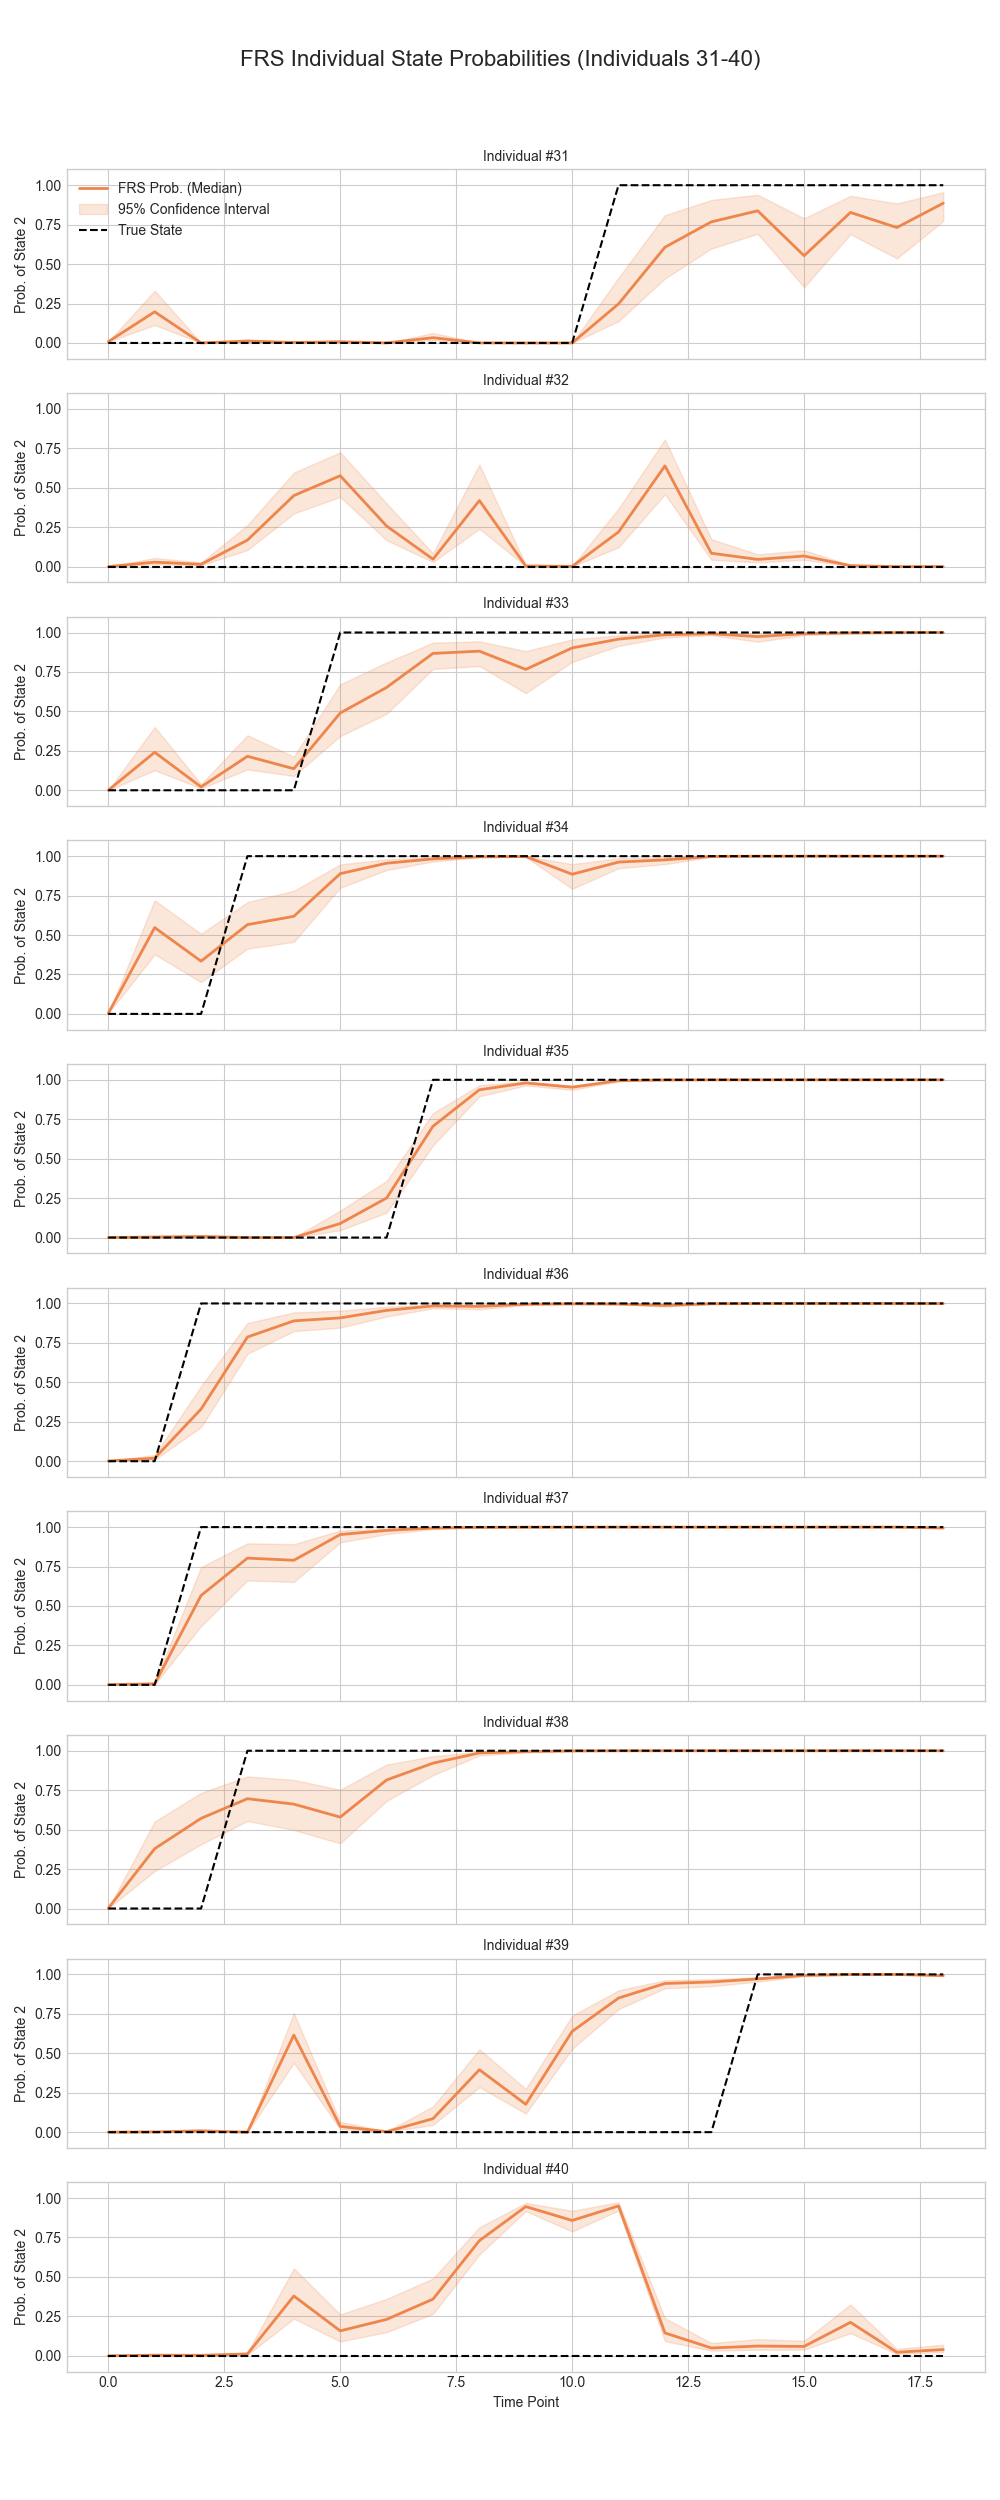 FRS Individual State Probabilities (Individuals 31-40)
Individual #31
1.00
0.75
0.50
0.25
0.00
Prob. of State 2
FRS Prob. (Median)
95% Confidence Interval
True State
Individual #32
1.00
0.75
0.50
0.25
0.00
Prob. of State 2
Individual #33
1.00
0.75
0.50
0.25
0.00
Prob. of State 2
Individual #34
1.00
0.75
0.50
0.25
0.00
Prob. of State 2
Individual #35
1.00
0.75
0.50
0.25
0.00
Prob. of State 2
Individual #36
1.00
0.75
0.50
0.25
0.00
Prob. of State 2
Individual #37
1.00
0.75
0.50
0.25
0.00
Prob. of State 2
Individual #38
1.00
0.75
0.50
0.25
0.00
Prob. of State 2
Individual #39
1.00
0.75
0.50
0.25
0.00
Prob. of State 2
Individual #40
1.00
0.75
0.50
0.25
0.00
Prob. of State 2
0.0 2.5 5.0 7.5 10.0 12.5 15.0 17.5
Time Point